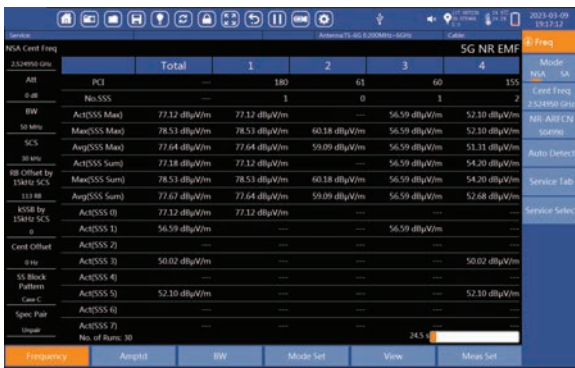 2023-03-09
19:17:12
Service:
Antenna:T5-6G 8.200MHz~6GHz
Cable:
NSA Cent Freq
2.524950 GHz
5G NR EMF
Freq
Total 1 2 3 4
Att
0 dB
PCI --- 180 61 60 155
No.SSS 1 0 1 2
BW
50 MHz
Act(SSS Max) 77.12 dBµV/m 77.12 dBµV/m --- 56.59 dBµV/m 52.10 dBµV/m
Max(SSS Max) 78.53 dBµV/m 78.53 dBµV/m 60.18 dBµV/m 56.59 dBµV/m 52.10 dBµV/m
Avg(SSS Max) 77.64 dBµV/m 77.64 dBµV/m 59.09 dBµV/m 56.59 dBµV/m 51.31 dBµV/m
SCS
30 kHz
Act(SSS Sum) 77.18 dBµV/m 77.12 dBµV/m --- 56.59 dBµV/m 54.20 dBµV/m
RB Offset by
15kHz SCS
113 RB
Max(SSS Sum) 78.53 dBµV/m 78.53 dBµV/m 60.18 dBµV/m 56.59 dBµV/m 54.20 dBµV/m
Avg(SSS Sum) 77.67 dBµV/m 77.64 dBµV/m 59.09 dBµV/m 56.59 dBµV/m 52.68 dBµV/m
kSSB by
15kHz SCS
0
Act(SSS 0) 77.12 dBµV/m 77.12 dBµV/m --- --- ---
Act(SSS 1) 56.59 dBµV/m --- --- 56.59 dBµV/m ---
Cent Offset
0 Hz
Act(SSS 2) --- --- --- --- ---
Act(SSS 3) 50.02 dBµV/m --- --- --- 50.02 dBµV/m
SS Block
Pattern
Case C
Act(SSS 4) --- --- --- --- ---
Act(SSS 5) 52.10 dBµV/m --- --- --- 52.10 dBµV/m
Spec Pair
Unpair
Act(SSS 6) --- --- --- --- ---
Act(SSS 7) --- --- --- --- ---
No. of Runs: 30
24.5 s
Mode
NSA SA
Cent Freq
2.524950 GHz
NR-ARFCN
504990
Auto Detect
Service Tab
Service Selec
Frequency Amptd BW Mode Set View Meas Set